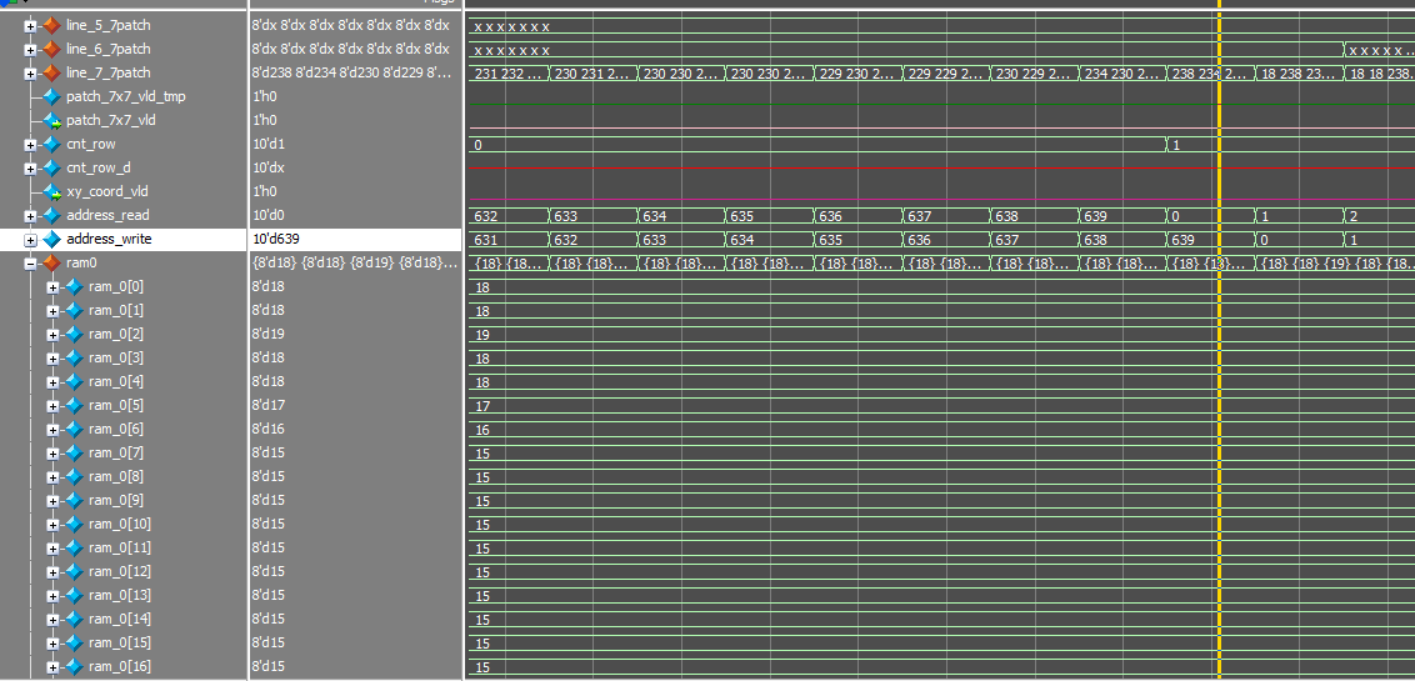 line_5_7patch 8'dx 8'dx 8'dx 8'dx 8'dx 8'dx 8'dx x x x x x x x
line_6_7patch 8'dx 8'dx 8'dx 8'dx 8'dx 8'dx 8'dx x x x x x x x x x x x x ..
line_7_7patch 8'd238 8'd234 8'd230 8'd229 8'... 231 232 ... 230 231 2... 230 230 2... 230 230 2... 229 230 2... 229 229 2... 230 229 2... 234 230 2... 238 234 2... 18 238 23... 18 18 238.
patch_7x7_vld_tmp 1'h0
patch_7x7_vld 1'h0
cnt_row 10'd1 0 1
cnt_row_d 10'dx
xy_coord_vld 1'h0
address_read 10'd0 632 633 634 635 636 637 638 639 0 1 2
address_write 10'd639 631 632 633 634 635 636 637 638 639 0 1
ram0 {8'd18} {8'd18} {8'd19} {8'd18}... {18} {18... {18} {18}... {18} {18}... {18} {18}... {18} {18}... {18} {18}... {18} {18}... {18} {18}... {18} {18}... {18} {18} {19} {18} {18..
ram_0[0] 8'd18 18
ram_0[1] 8'd18 18
ram_0[2] 8'd19 19
ram_0[3] 8'd18 18
ram_0[4] 8'd18 18
ram_0[5] 8'd17 17
ram_0[6] 8'd16 16
ram_0[7] 8'd15 15
ram_0[8] 8'd15 15
ram_0[9] 8'd15 15
ram_0[10] 8'd15 15
ram_0[11] 8'd15 15
ram_0[12] 8'd15 15
ram_0[13] 8'd15 15
ram_0[14] 8'd15 15
ram_0[15] 8'd15 15
ram_0[16] 8'd15 15